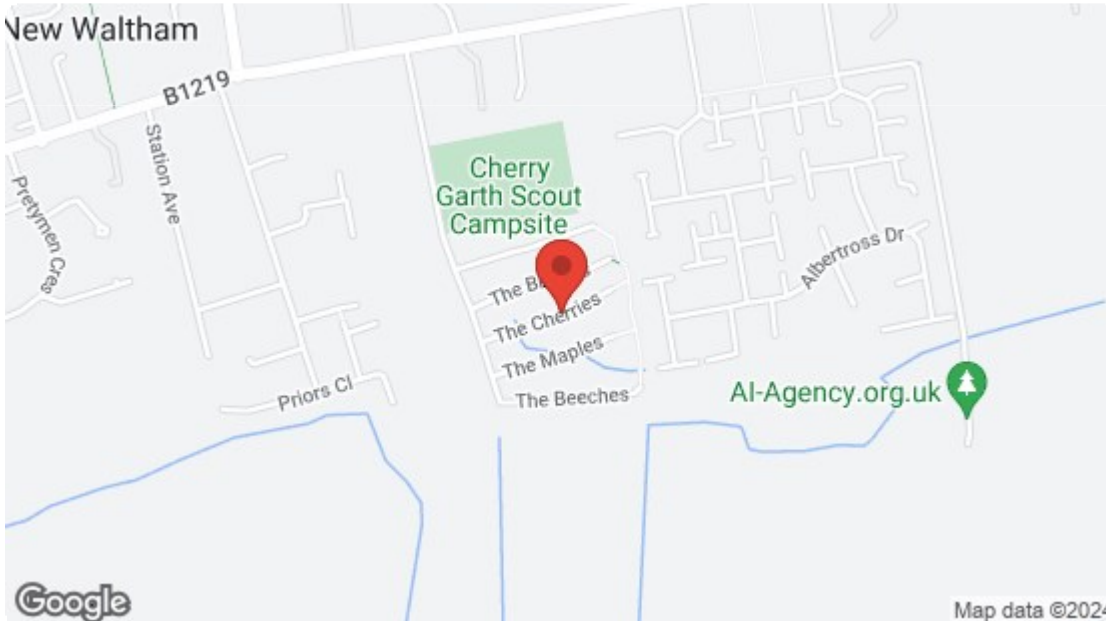 New Waltham
B1219
Station Ave
Pretymen Cres
Cherry
Garth Scout
Campsite
Albertross Dr
The
The Cherries
The Maples
The Beeches
Priors Cl
AI-Agency.org.uk
Google
Map data ©2024